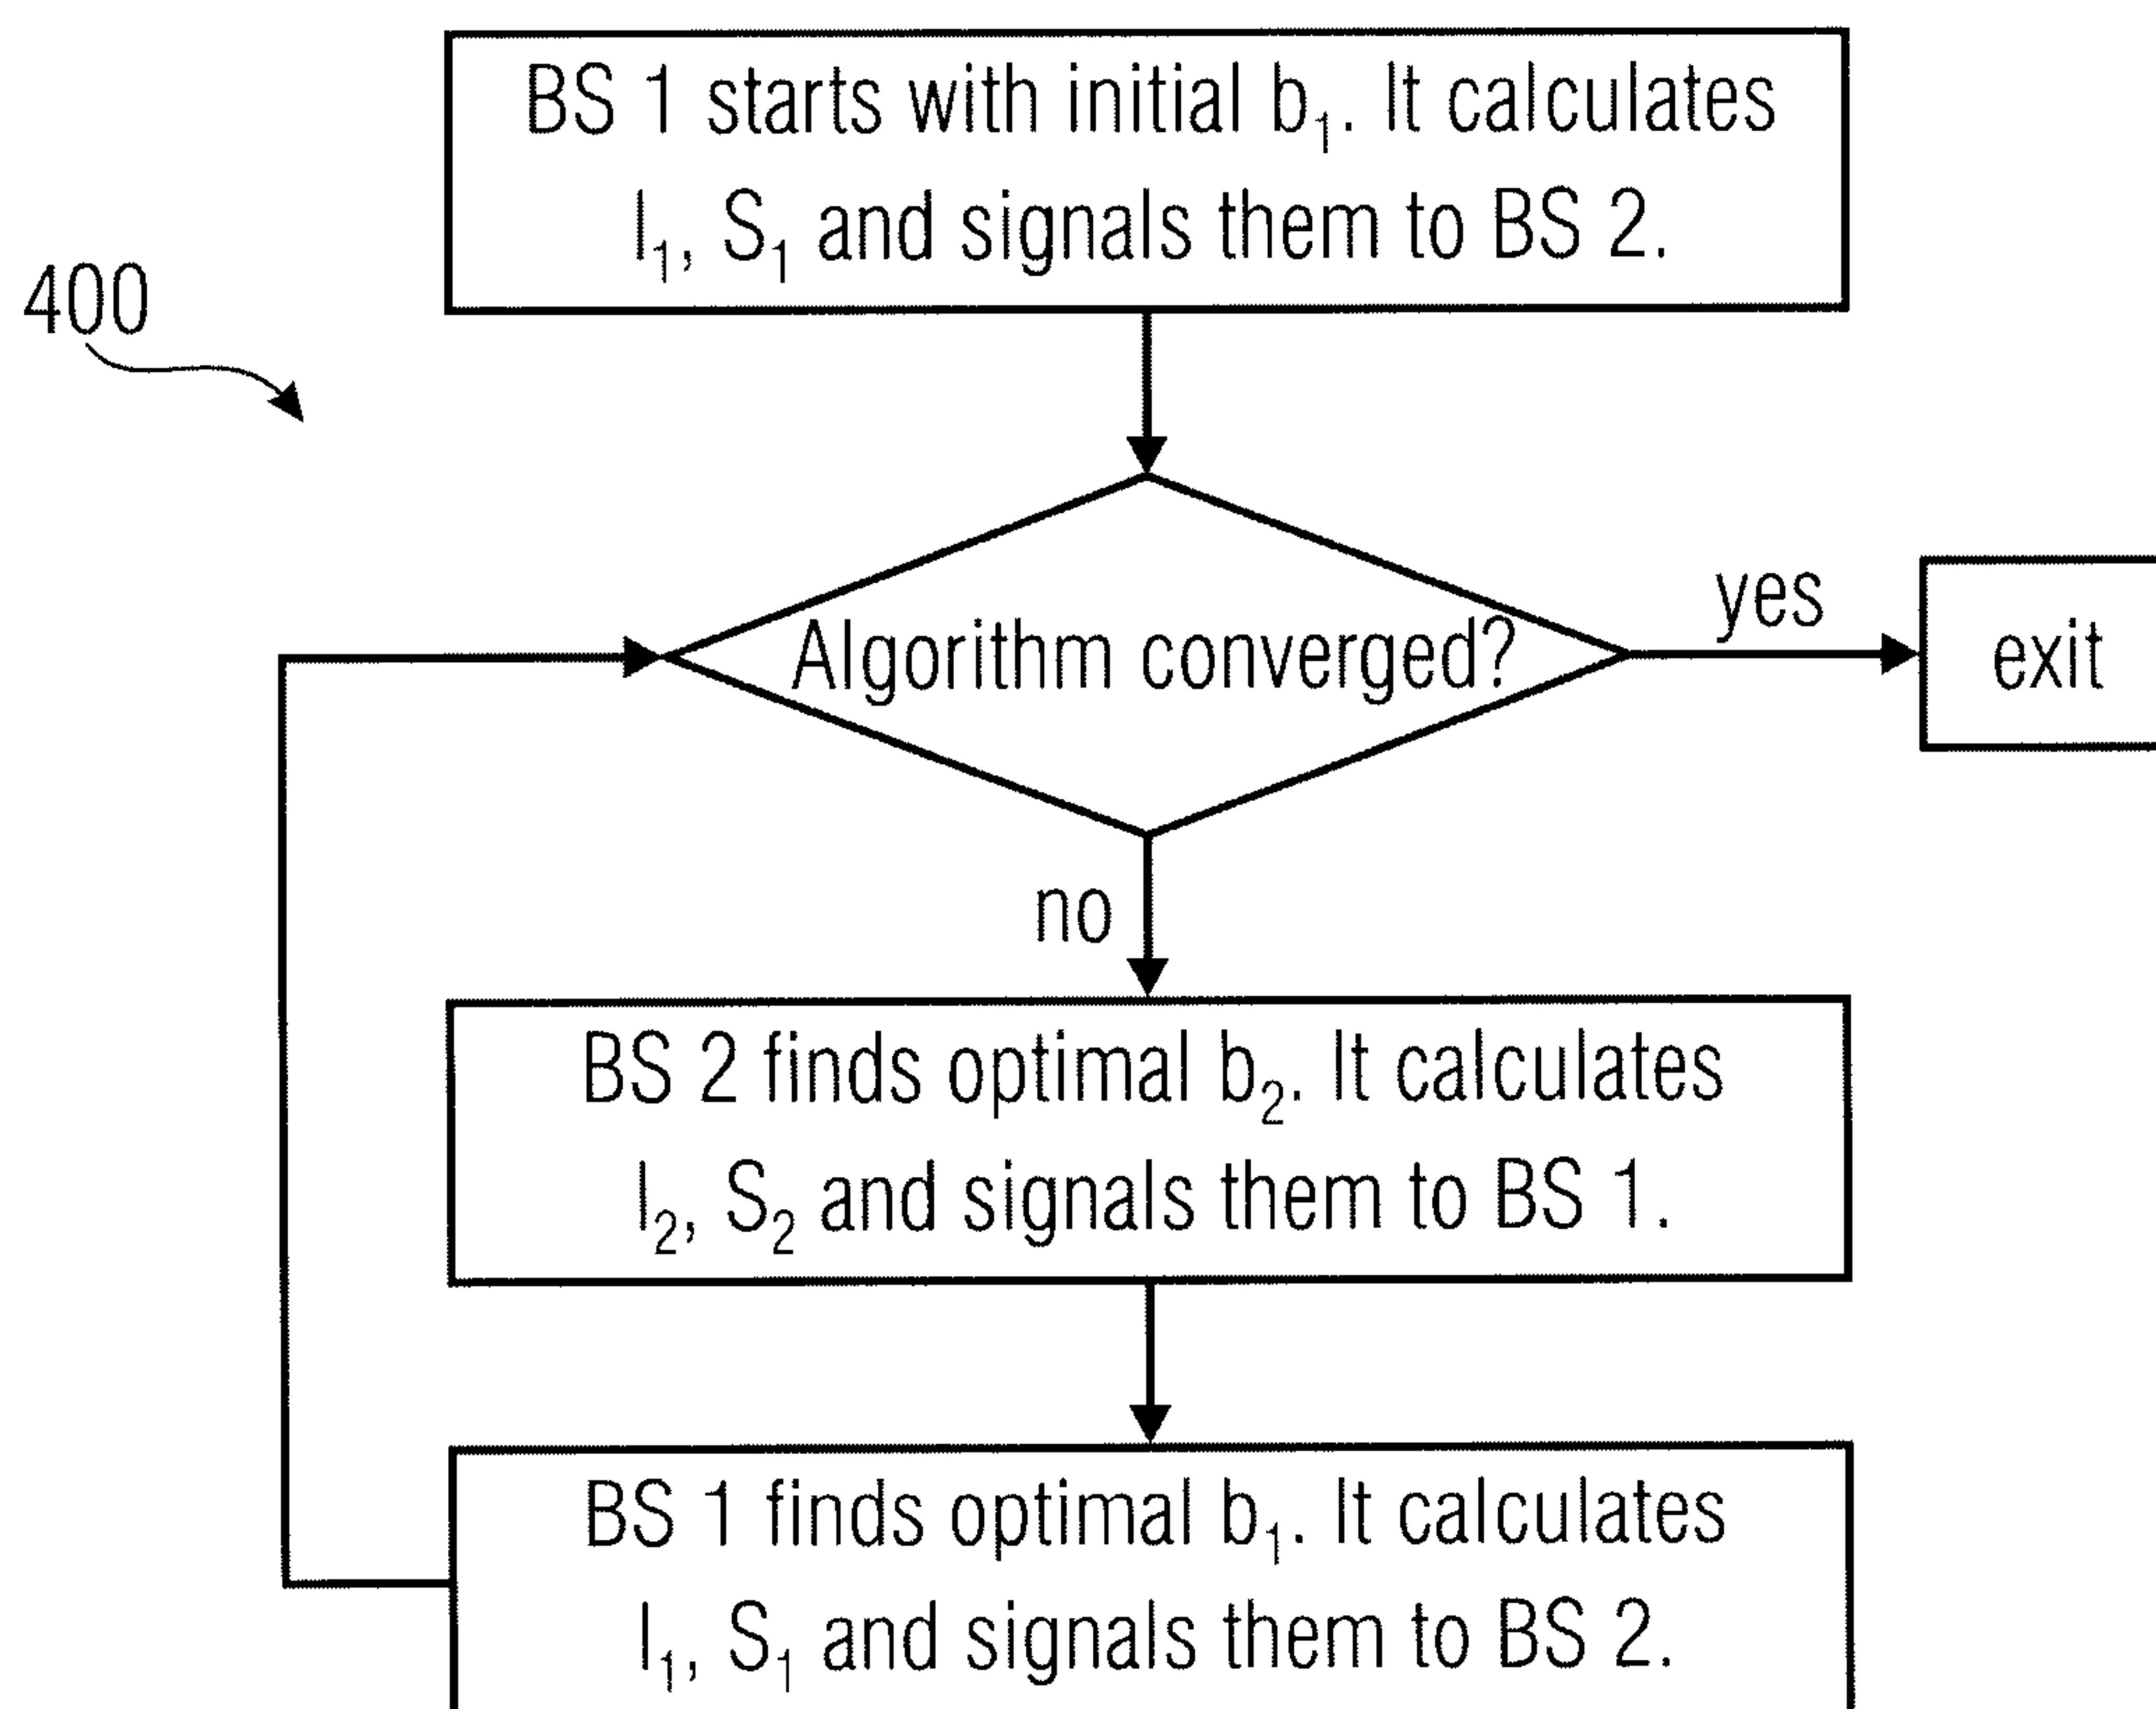 BS 1 starts with initial b₁. It calculates
I₁, S₁ and signals them to BS 2.
400
Algorithm converged?
yes
exit
no
BS 2 finds optimal b₂. It calculates
I₂, S₂ and signals them to BS 1.
BS 1 finds optimal b₁. It calculates
I₁, S₁ and signals them to BS 2.